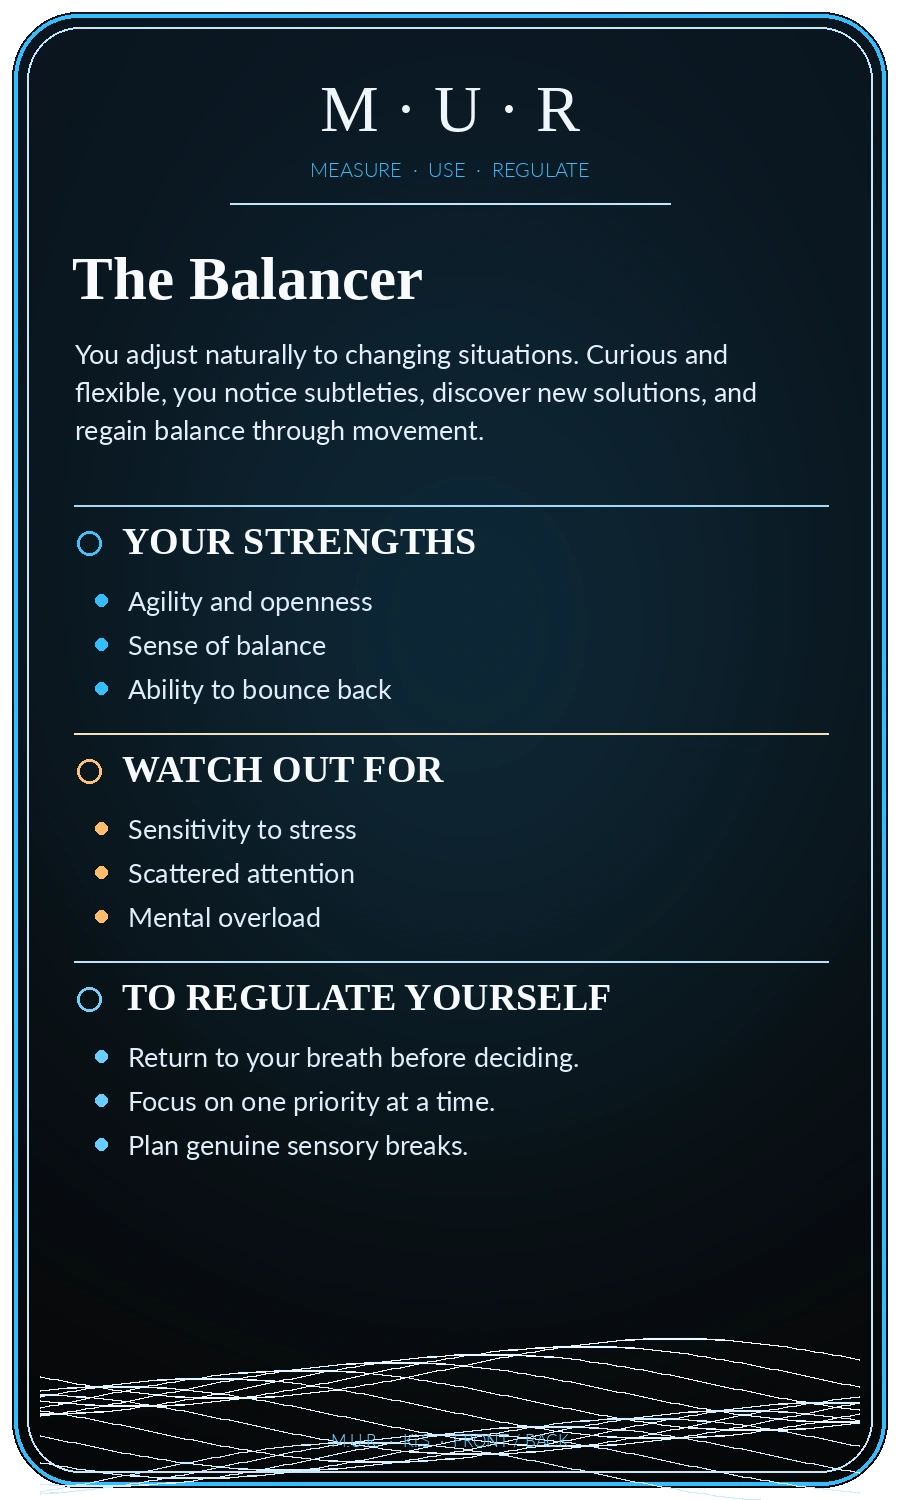 M · U · R
MEASURE · USE · REGULATE
The Balancer
You adjust naturally to changing situations. Curious and
flexible, you notice subtleties, discover new solutions, and
regain balance through movement.
YOUR STRENGTHS
Agility and openness
Sense of balance
Ability to bounce back
WATCH OUT FOR
Sensitivity to stress
Scattered attention
Mental overload
TO REGULATE YOURSELF
Return to your breath before deciding.
Focus on one priority at a time.
Plan genuine sensory breaks.
FRONT / BACK